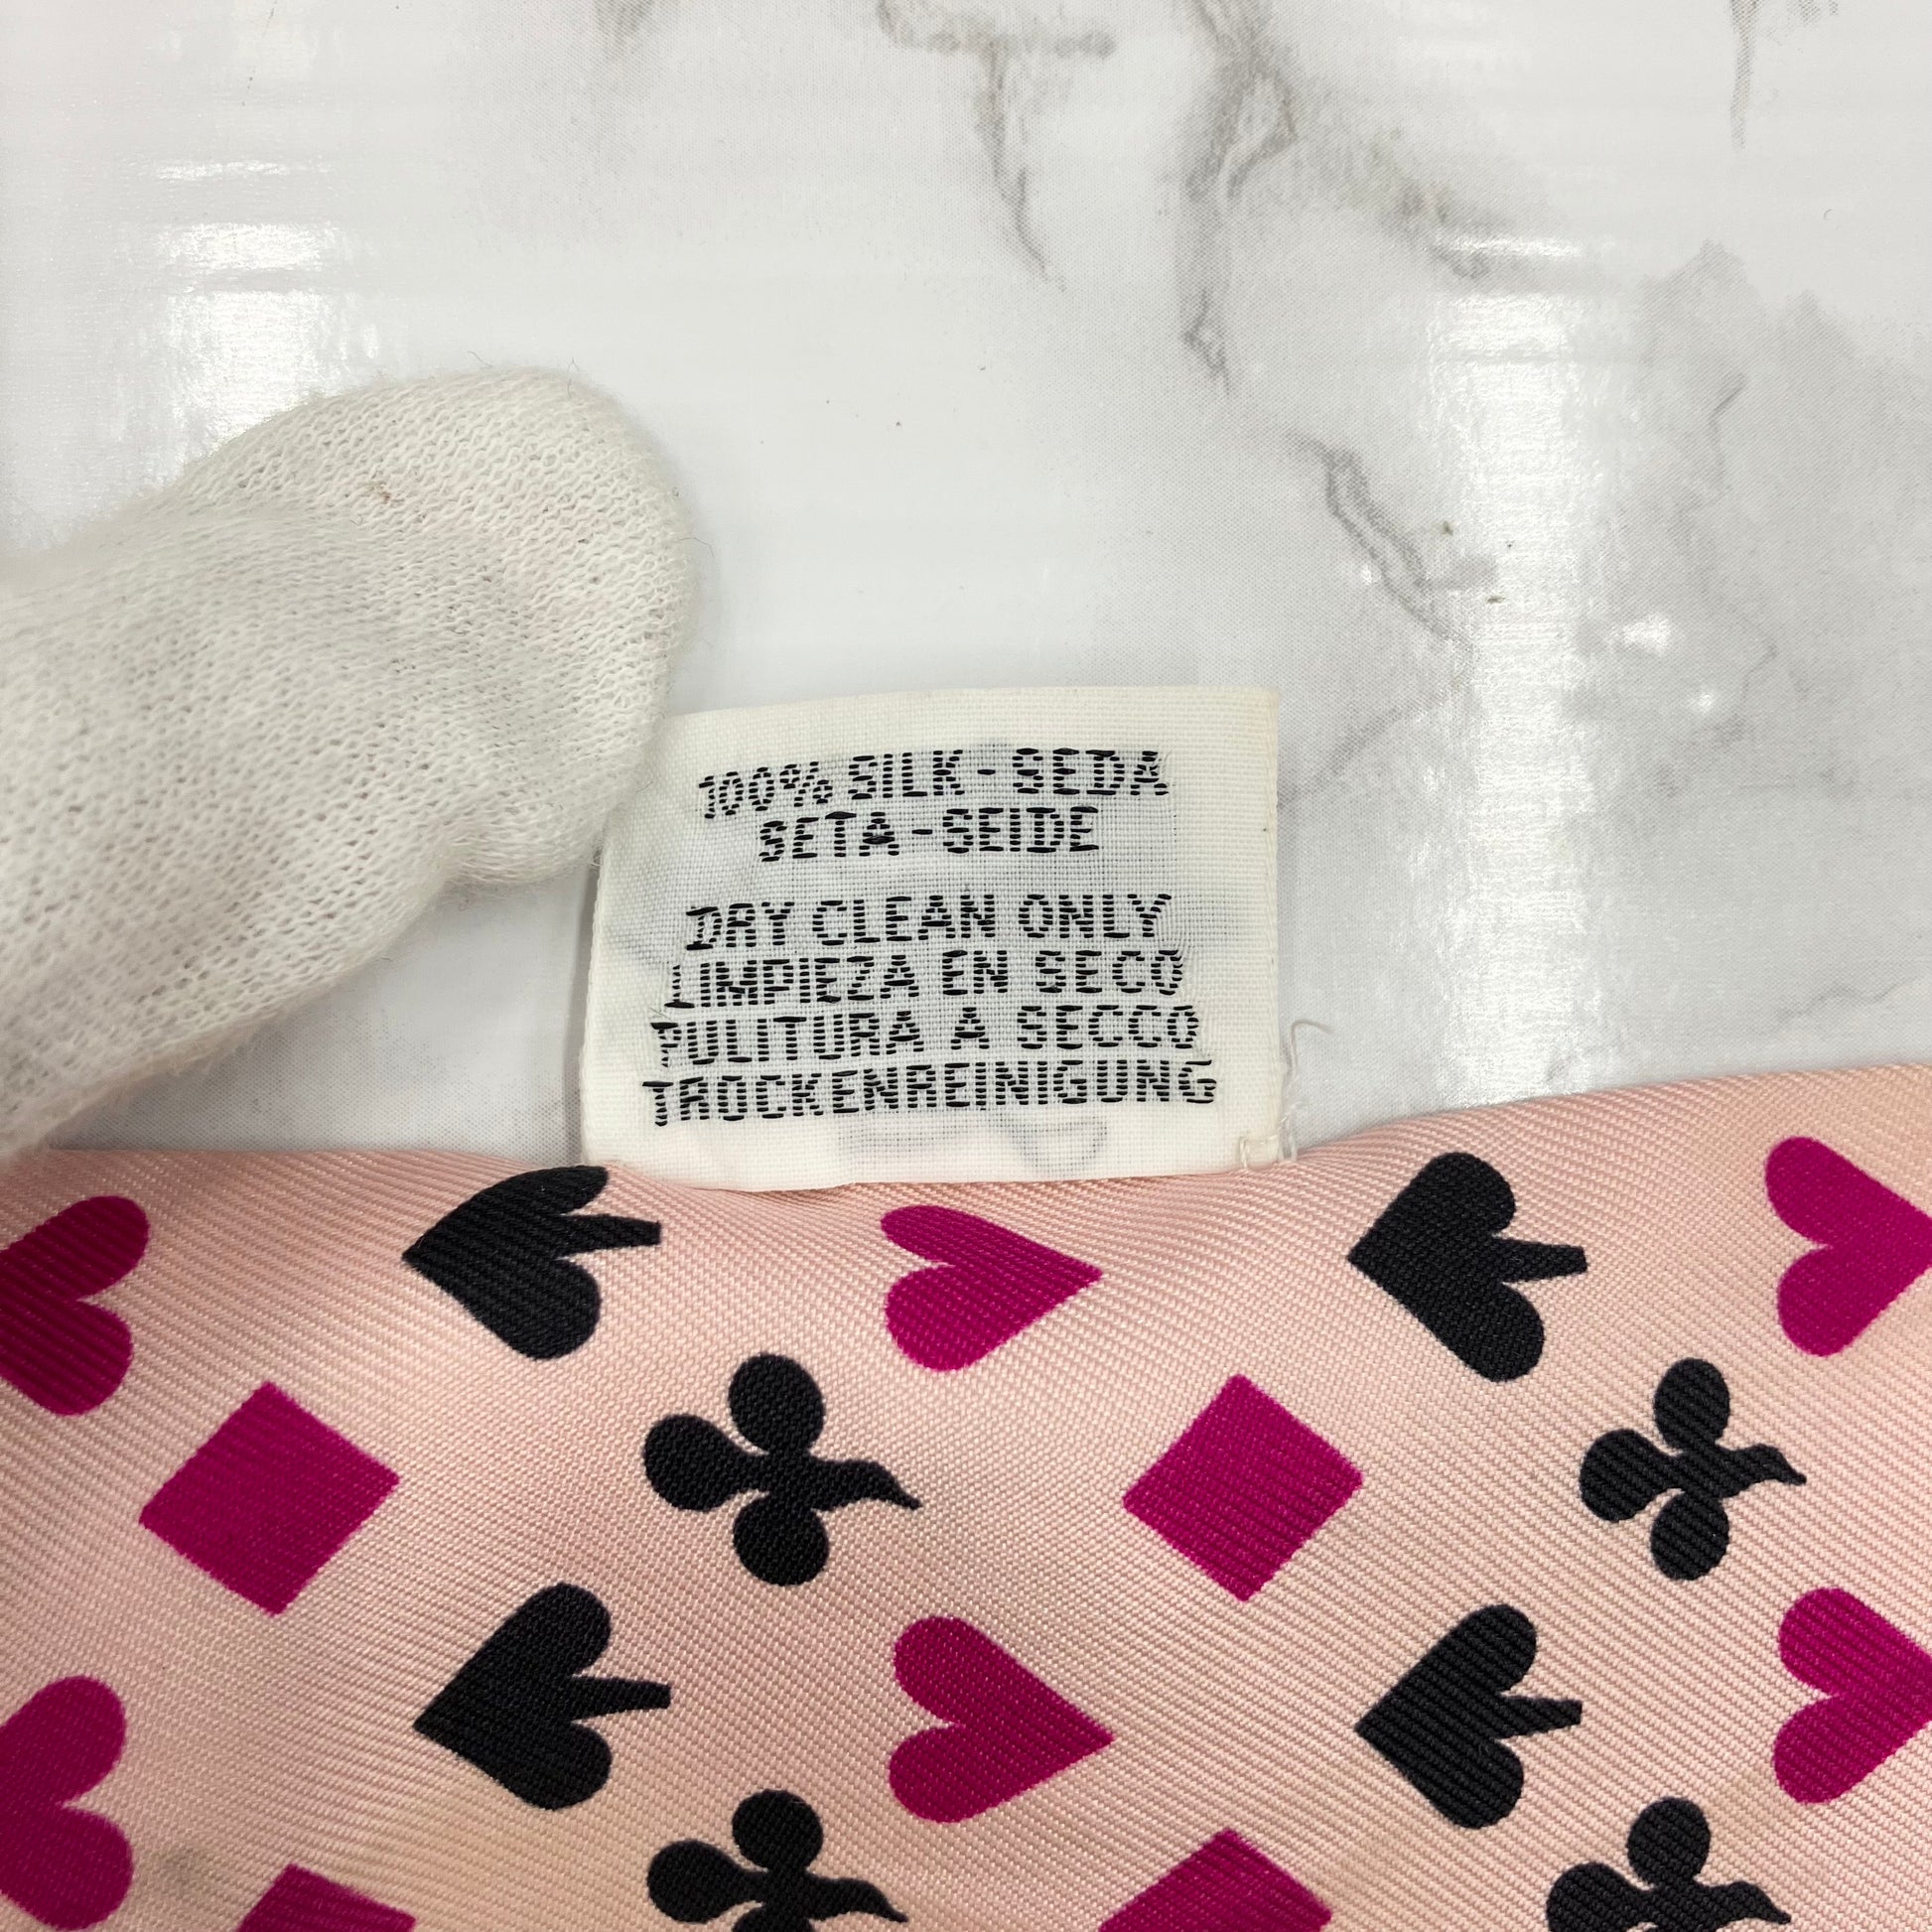 100% SILK - SEDA
SETA - SEIDE
DRY CLEAN ONLY
LIMPIEZA EN SECO
PULITURA A SECCO
TROCKENREINIGUNG